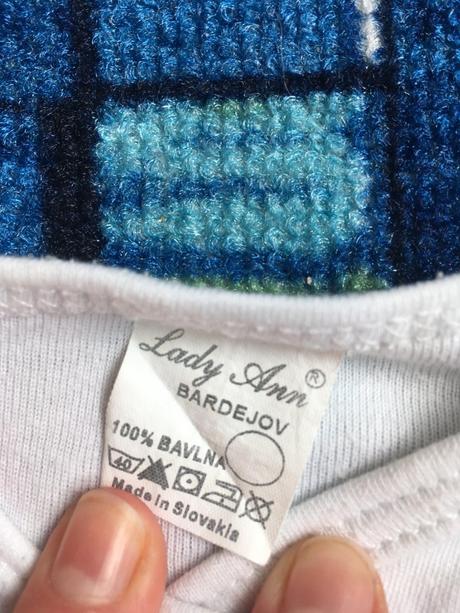 Lady Ann®
BARDEJOV
100% BAVLNA
40
Made in Slovakia